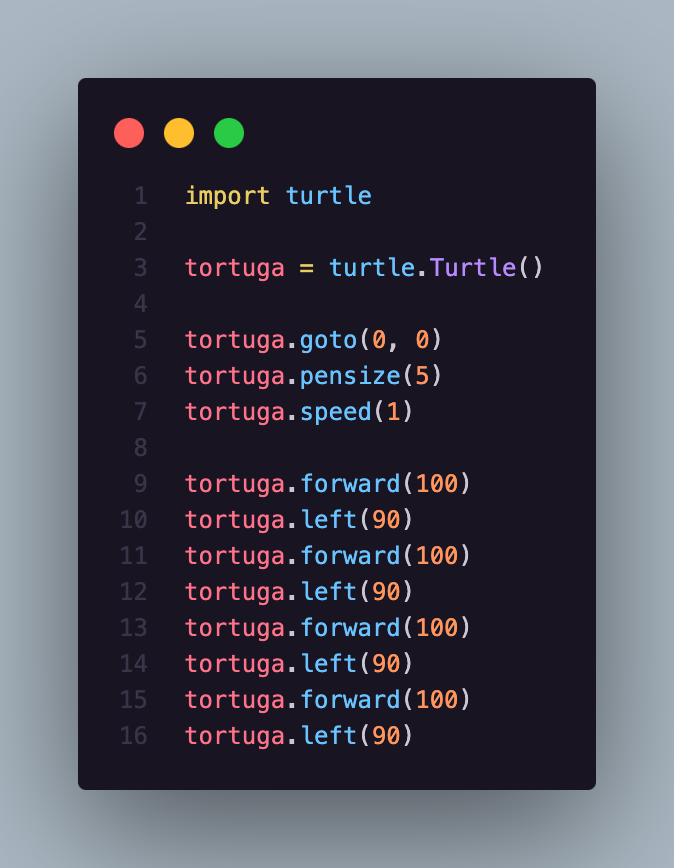 1 import turtle
2
3 tortuga = turtle.Turtle()
4
5 tortuga.goto(0, 0)
6 tortuga.pensize(5)
7 tortuga.speed(1)
8
9 tortuga.forward(100)
10 tortuga.left(90)
11 tortuga.forward(100)
12 tortuga.left(90)
13 tortuga.forward(100)
14 tortuga.left(90)
15 tortuga.forward(100)
16 tortuga.left(90)